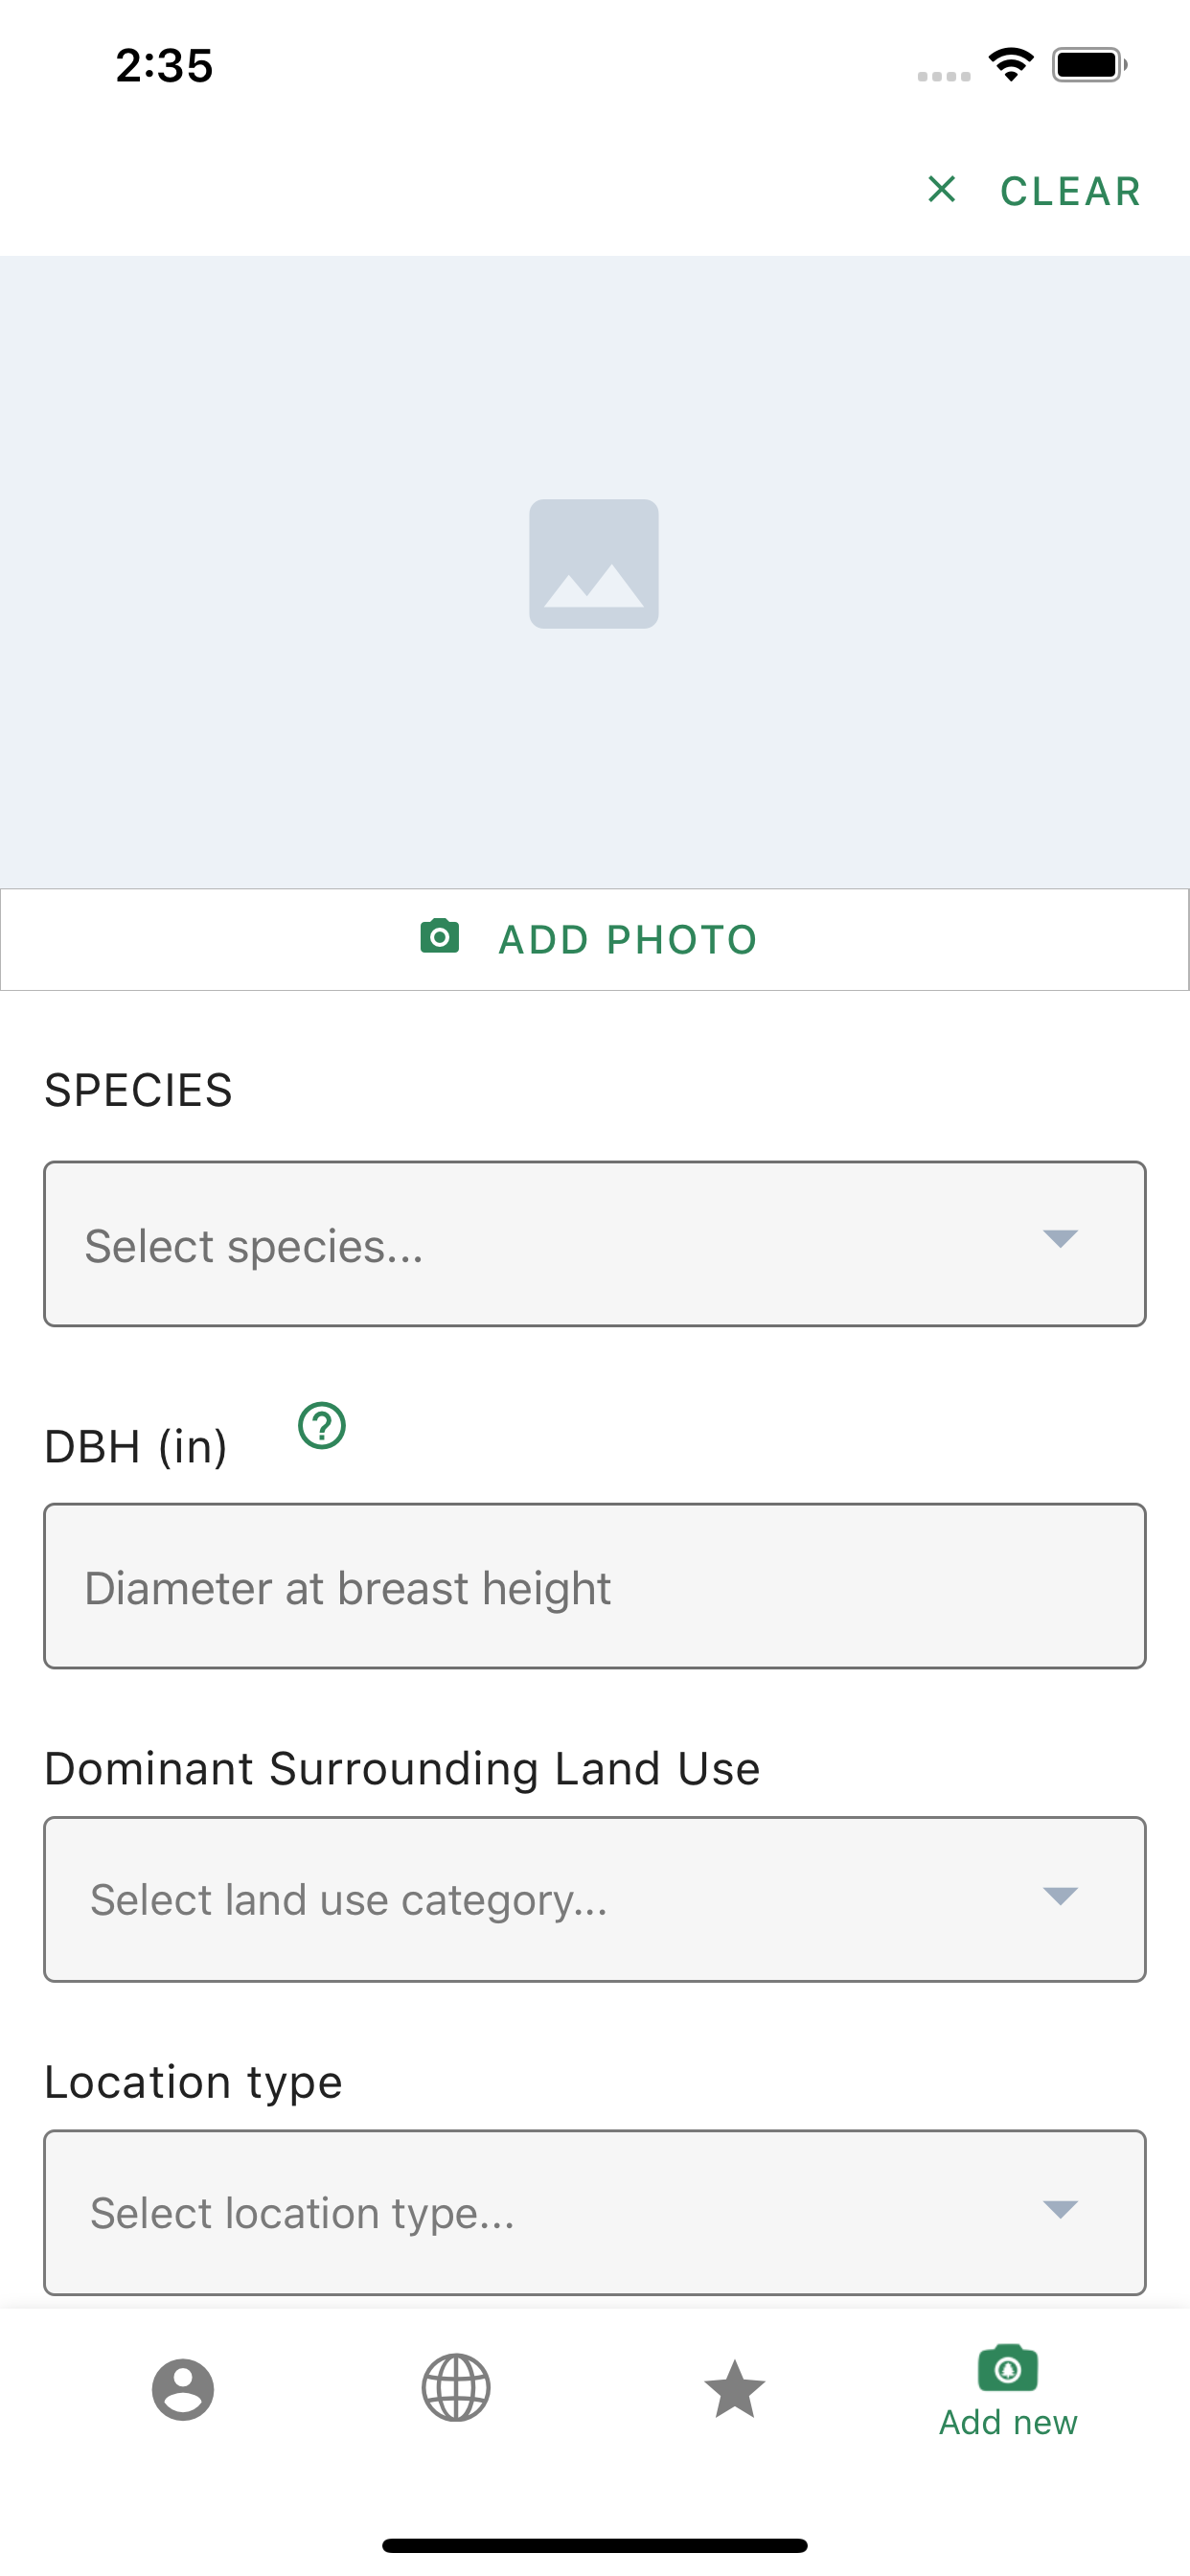 2:35
CLEAR
ADD PHOTO
SPECIES
Select species...
DBH (in)
Diameter at breast height
Dominant Surrounding Land Use
Select land use category...
Location type
Select location type...
Add new